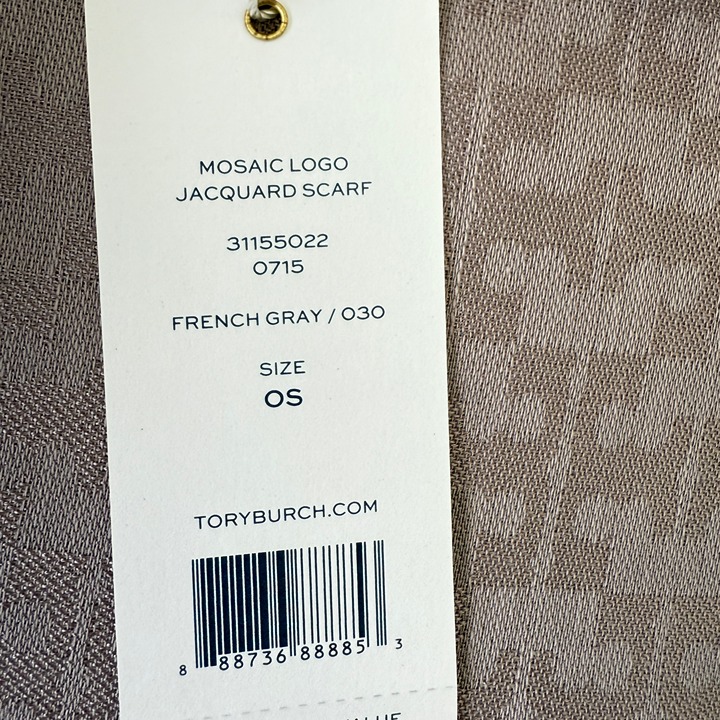 MOSAIC LOGO
JACQUARD SCARF
31155022
0715
FRENCH GRAY / 030
SIZE
OS
TORYBURCH.COM
8 88736 88885 3